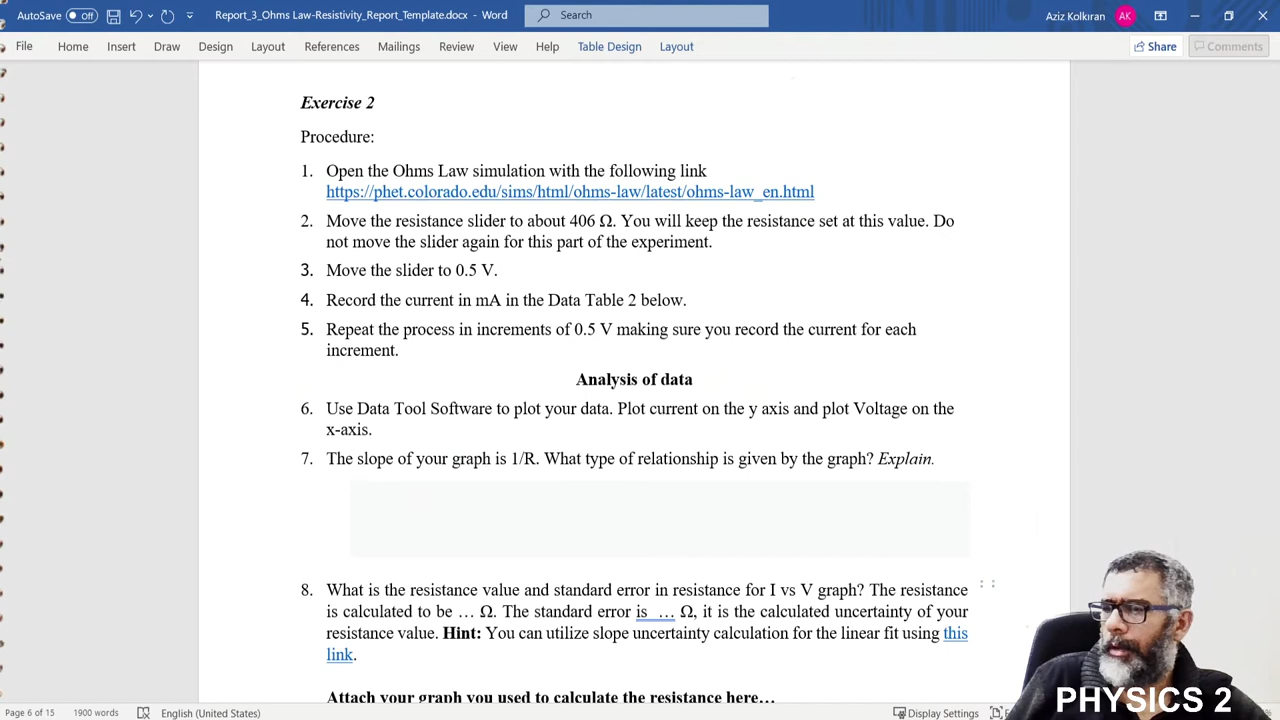 AutoSave Off Report_3_Ohms Law-Resistivity_Report_Template.docx - Word Search Aziz Kolkıran AK
File Home Insert Draw Design Layout References Mailings Review View Help Table Design Layout Share Comments
Exercise 2
Procedure:
1. Open the Ohms Law simulation with the following link
https://phet.colorado.edu/sims/html/ohms-law/latest/ohms-law_en.html
2. Move the resistance slider to about 406 Ω. You will keep the resistance set at this value. Do
not move the slider again for this part of the experiment.
3. Move the slider to 0.5 V.
4. Record the current in mA in the Data Table 2 below.
5. Repeat the process in increments of 0.5 V making sure you record the current for each
increment.
Analysis of data
6. Use Data Tool Software to plot your data. Plot current on the y axis and plot Voltage on the
x-axis.
7. The slope of your graph is 1/R. What type of relationship is given by the graph? Explain.
8. What is the resistance value and standard error in resistance for I vs V graph? The resistance
is calculated to be … Ω. The standard error is … Ω, it is the calculated uncertainty of your
resistance value. Hint: You can utilize slope uncertainty calculation for the linear fit using this
link.
Attach your graph you used to calculate the resistance here…
PHYSICS 2
Page 6 of 15 1900 words English (United States) Display Settings